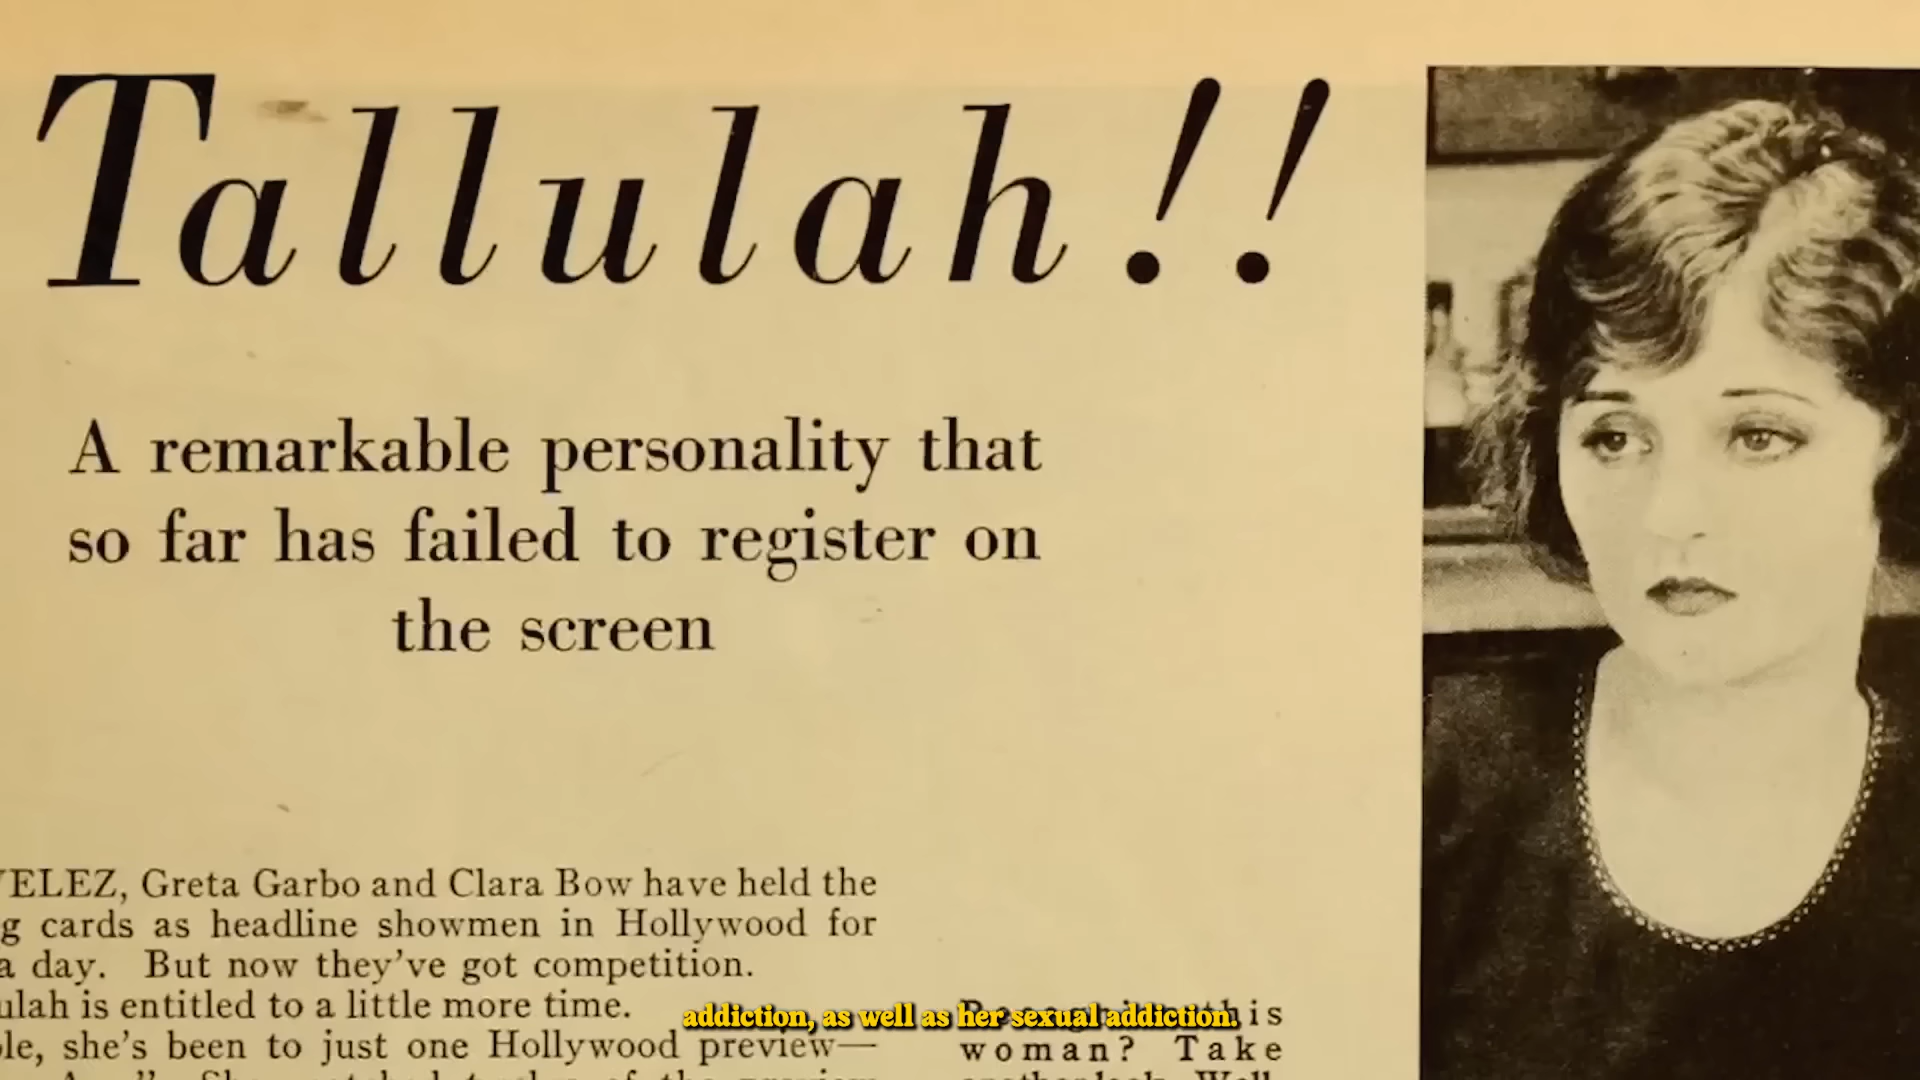 Tallulah!!
A remarkable personality that
so far has failed to register on
the screen
VELEZ, Greta Garbo and Clara Bow have held the
g cards as headline showmen in Hollywood for
a day. But now they've got competition.
ulah is entitled to a little more time.
le, she's been to just one Hollywood preview—
this
woman? Take
addiction, as well as her sexual addiction.